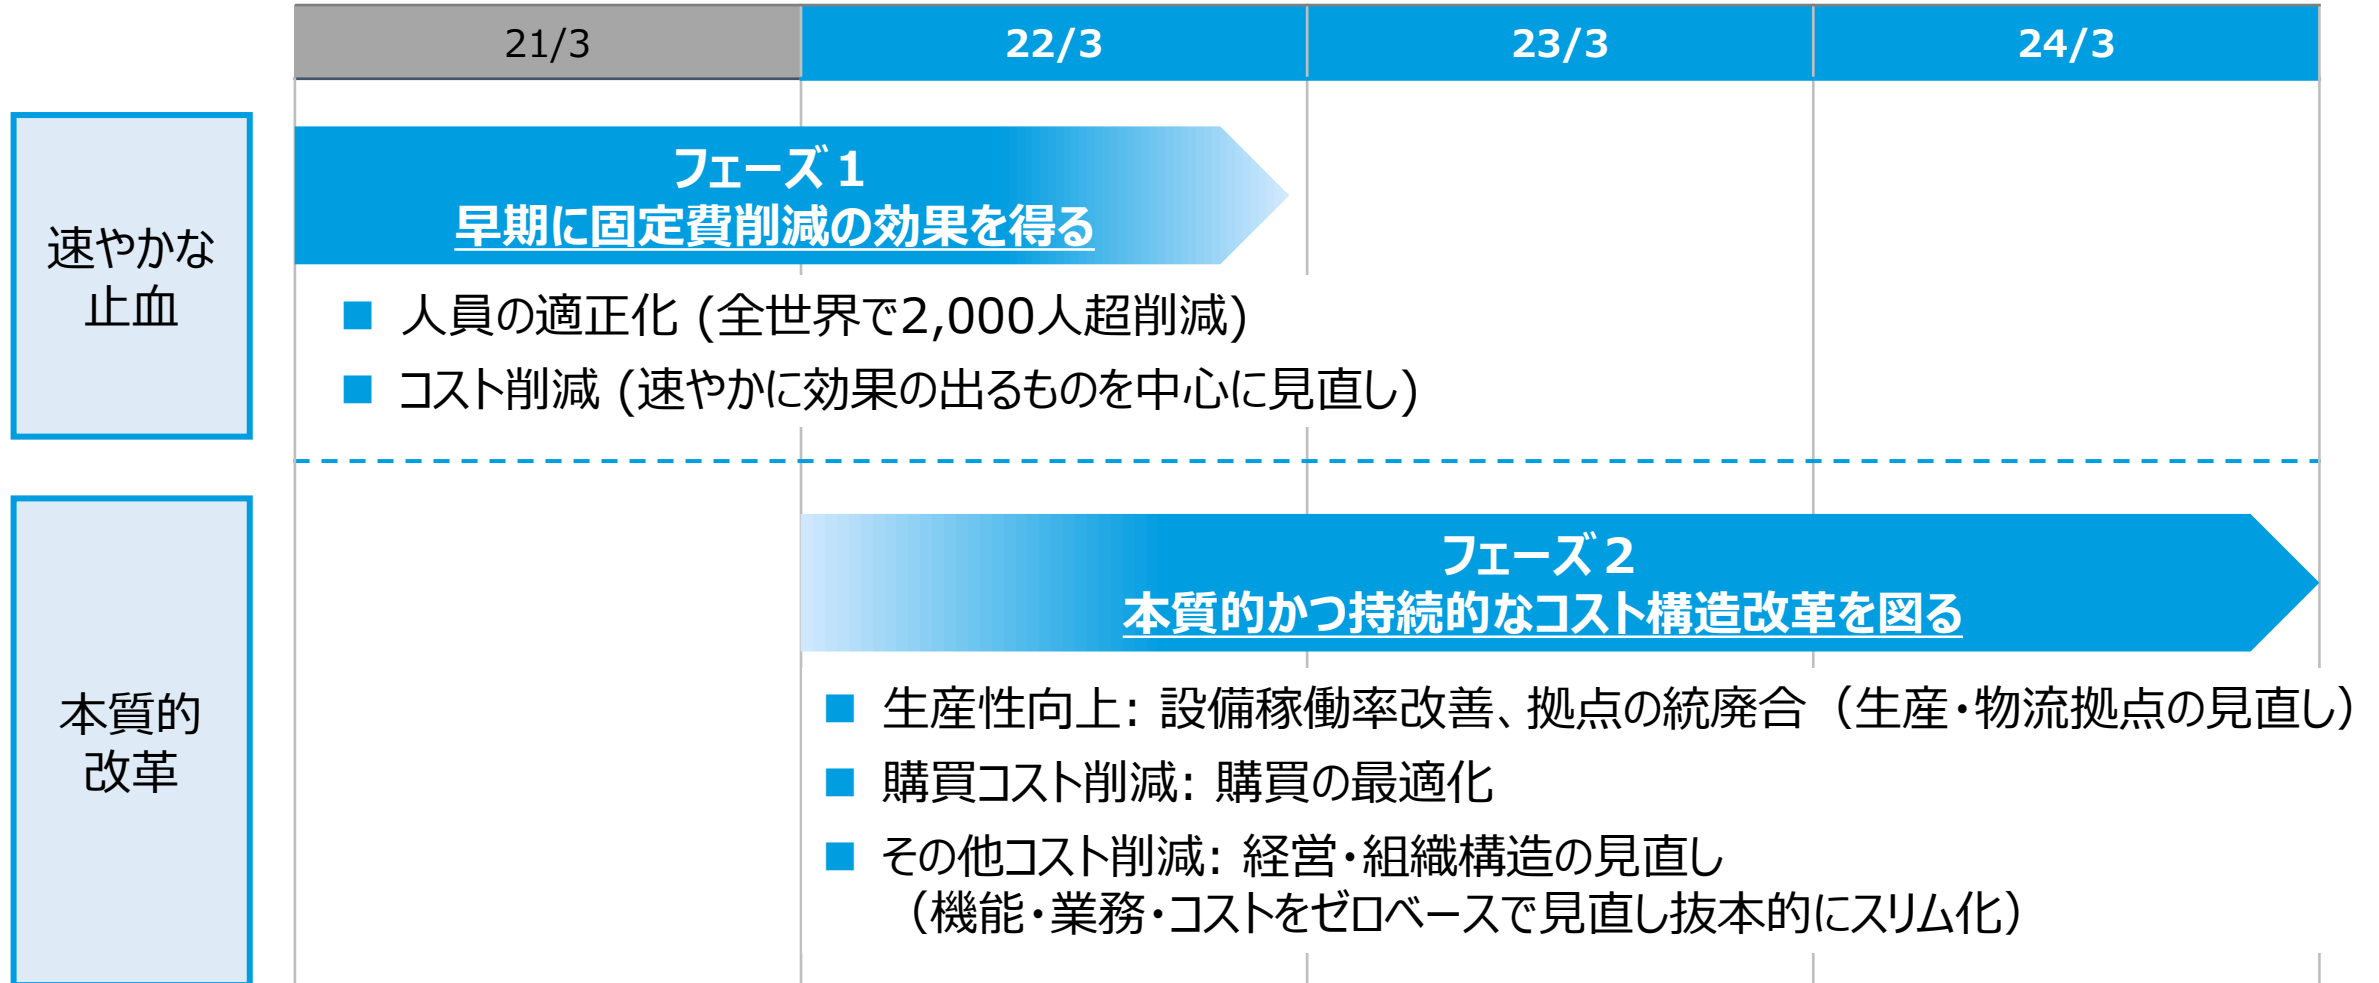 21/3
22/3
23/3
24/3
速やかな
止血
フェーズ１
早期に固定費削減の効果を得る
■ 人員の適正化 (全世界で2,000人超削減)
■ コスト削減 (速やかに効果の出るものを中心に見直し)
本質的
改革
フェーズ２
本質的かつ持続的なコスト構造改革を図る
■ 生産性向上: 設備稼働率改善、拠点の統廃合（生産・物流拠点の見直し）
■ 購買コスト削減: 購買の最適化
■ その他コスト削減: 経営・組織構造の見直し
（機能・業務・コストをゼロベースで見直し抜本的にスリム化）